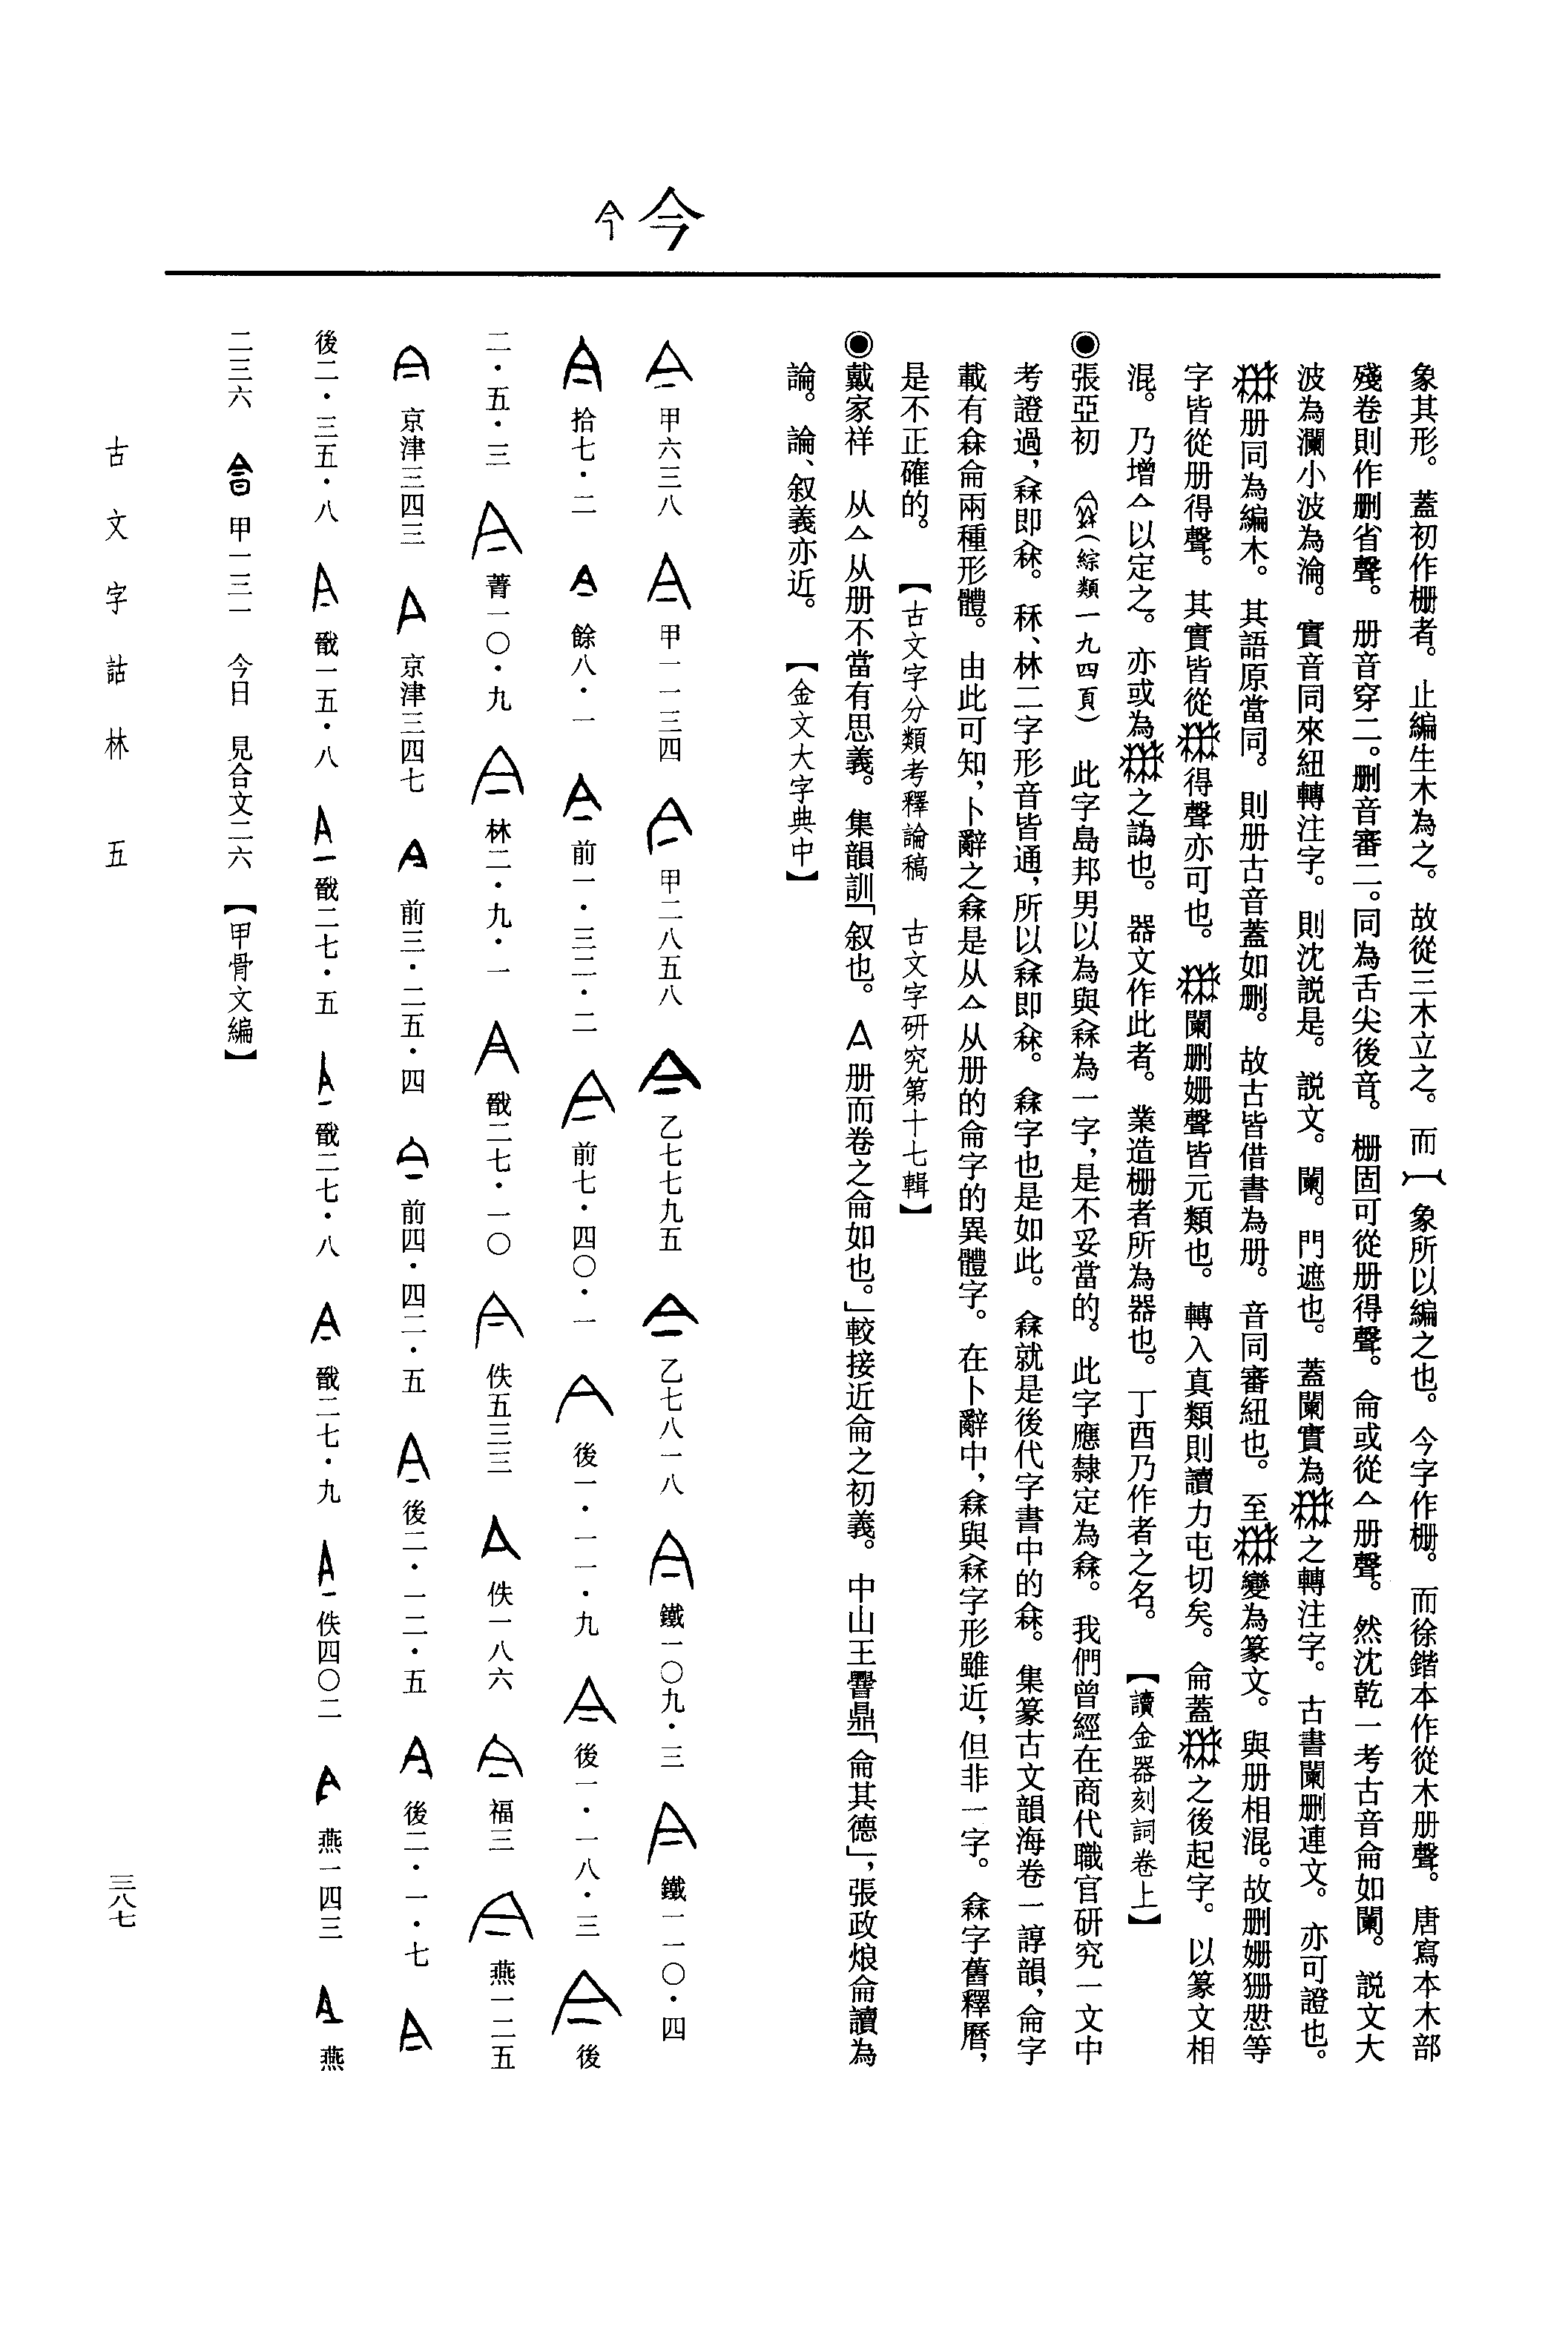 今
象其形。蓋初作栅者。止編生木為之。故從三木立之。而象所以編之也。今字作栅。而徐鍇本作從木册聲。唐寫本木部
殘卷則作删省聲。册音穿二。删音審二。同為舌尖後音。栅固可從册得聲。侖或從亼册聲。然沈乾一考古音侖如闌。説文大
波為瀾小波為淪。實音同來紐轉注字。則沈説是。説文。闌。門遮也。蓋闌實為之轉注字。古書闌删連文。亦可證也。
册同為編木。其語原當同。則册古音蓋如删。故古皆借書為册。音同審紐也。至變為篆文。與册相混。故删姍狦等
字皆從册得聲。其實皆從得聲亦可也。闌删姍聲皆元類也。轉入真類則讀力屯切矣。侖蓋之後起字。以篆文相
混。乃增亼以定之。亦或為之譌也。器文作此者。業造栅者所為器也。丁酉乃作者之名。【讀金器刻詞卷上】
◉張亞初　（綜類一九四頁）　此字島邦男以為與為一字，是不妥當的。此字應隸定為。我們曾經在商代職官研究一文中
考證過，即。秝、林二字形音皆通，所以即。字也是如此。就是後代字書中的。集篆古文韻海卷一諄韻，侖字
載有侖兩種形體。由此可知，卜辭之是从亼从册的侖字的異體字。在卜辭中，與字形雖近，但非一字。字舊釋曆，
是不正確的。【古文字分類考釋論稿　古文字研究第十七輯】
◉戴家祥　从亼从册不當有思義。集韻訓「叙也。亼册而卷之侖如也。」較接近侖之初義。中山王嚳鼎「侖其德」，張政烺侖讀為
論。論、叙義亦近。【金文大字典中】
甲六三八　甲一一三四　甲二八五八　乙七七九五　乙七八一八　鐵一〇九·三　鐵一一〇·四
拾七·二　餘八·一　前一·三二·二　前七·四〇·一　後一·一一·九　後一·一八·三　後
二·五·三　菁一〇·九　林二·九·一　戩二七·一〇　佚五三三　佚一八六　福三　燕一二五
京津三四三　京津三四七　前三·二五·四　前四·四二·五　後二·一二·五　後二·一·七
後二·三五·八　戩一五·八　戩二七·五　戩二七·八　戩二七·九　佚四〇二　燕一四三　燕
二三六　甲一三一　今日　見合文二六【甲骨文編】
古文字詁林　五
三八七